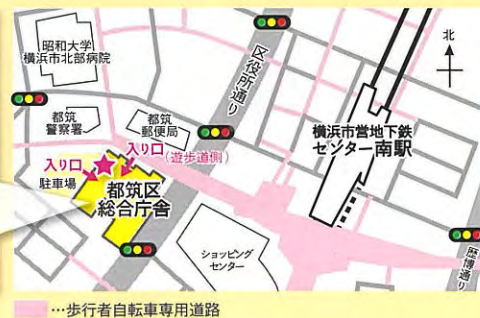 昭和大学
横浜市北部病院
区役所通り
北
都筑
警察署
都筑
郵便局
横浜市営地下鉄
センター南駅
入り口
(遊歩道側)
入り口
駐車場
都筑区
総合庁舎
ショッピング
センター
歴博通り
…歩行者自転車専用道路